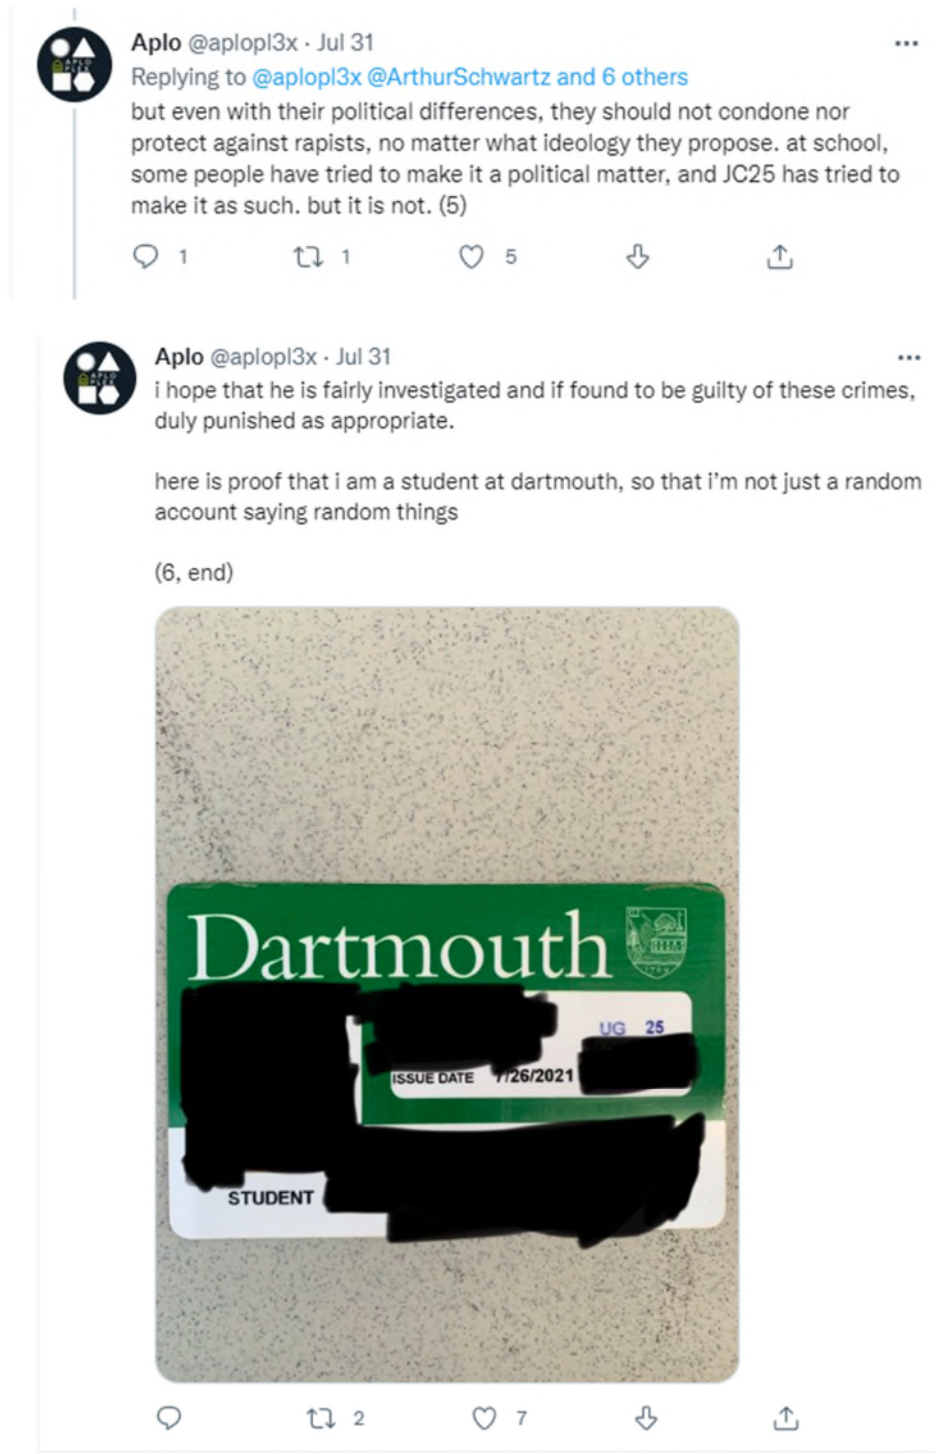 Aplo @aplopl3x · Jul 31
Replying to @aplopl3x @ArthurSchwartz and 6 others
but even with their political differences, they should not condone nor
protect against rapists, no matter what ideology they propose. at school,
some people have tried to make it a political matter, and JC25 has tried to
make it as such. but it is not. (5)
1 1 5
Aplo @aplopl3x · Jul 31
i hope that he is fairly investigated and if found to be guilty of these crimes,
duly punished as appropriate.
here is proof that i am a student at dartmouth, so that i'm not just a random
account saying random things
(6, end)
Dartmouth
UG 25
ISSUE DATE 7/26/2021
STUDENT
2 7